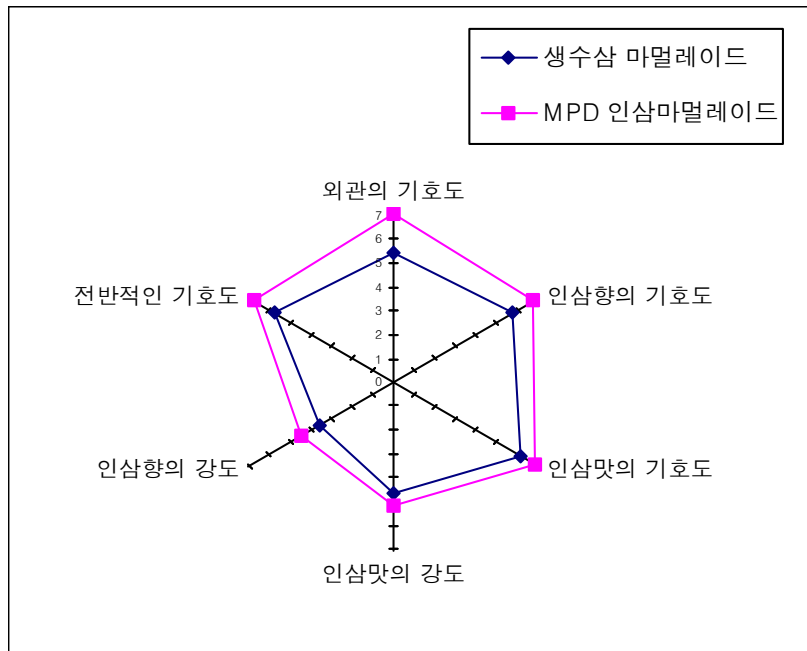 생수삼 마멀레이드
MPD 인삼마멀레이드
외관의 기호도
7
6
5
4
3
2
1
0
전반적인 기호도
인삼향의 기호도
인삼향의 강도
인삼맛의 기호도
인삼맛의 강도